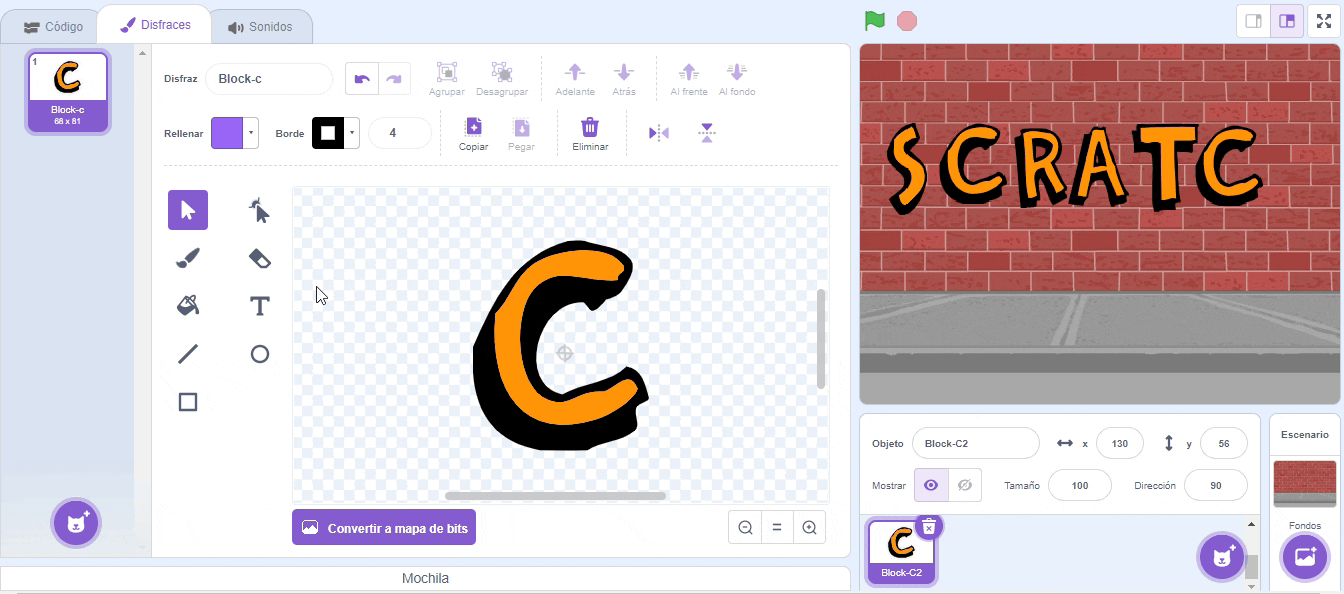 Código
Disfraces
Sonidos
1
Block-c
68 x 81
Disfraz
Block-c
Agrupar
Desagrupar
Adelante
Atrás
Al frente
Al fondo
Rellenar
Borde
4
Copiar
Pegar
Eliminar
T
C
Convertir a mapa de bits
Mochila
SCRATC
Objeto
Block-C2
x
130
y
56
Mostrar
Tamaño
100
Dirección
90
Block-C2
Escenario
Fondos